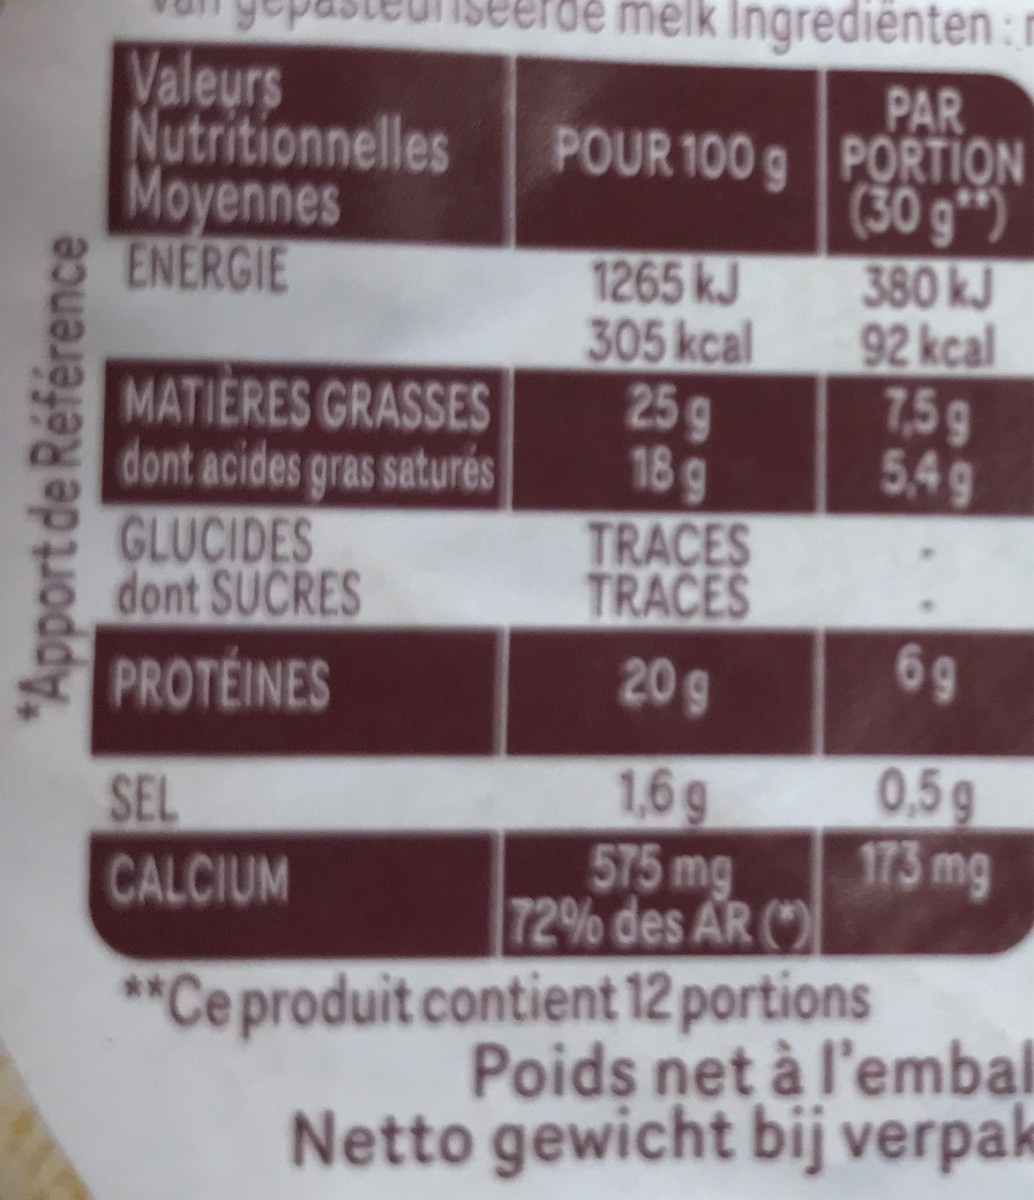 gepasteuriseerde melk Ingrediënten :
Valeurs
Nutritionnelles
Moyennes
POUR 100 g
PAR
PORTION
(30 g**)
ENERGIE
1265 kJ
380 kJ
305 kcal
92 kcal
MATIÈRES GRASSES
25 g
7,5 g
dont acides gras saturés
18 g
5,4 g
GLUCIDES
TRACES
-
dont SUCRES
TRACES
-
PROTÉINES
20 g
6 g
SEL
1,6 g
0,5 g
CALCIUM
575 mg
173 mg
72% des AR (*)
*Apport de Référence
**Ce produit contient 12 portions
Poids net à l'embal
Netto gewicht bij verpak